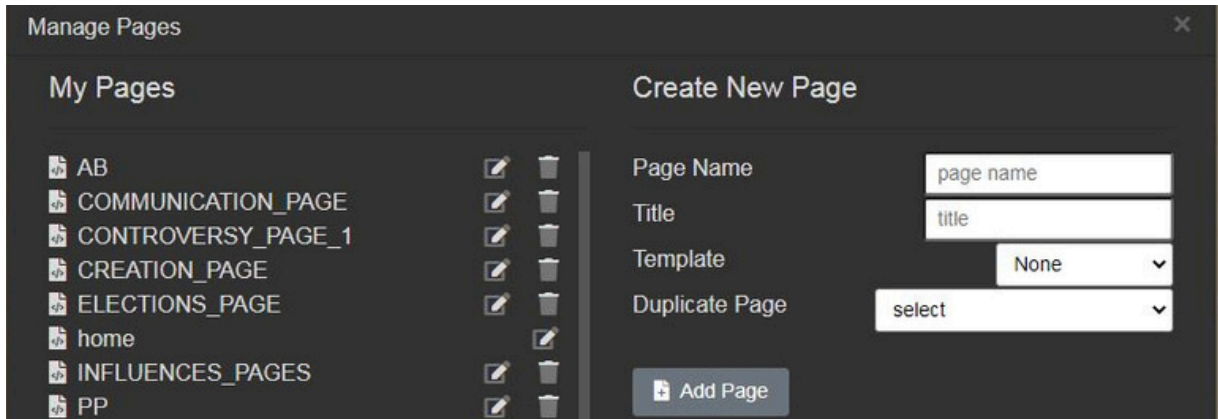 Manage Pages
My Pages
AB
COMMUNICATION_PAGE
CONTROVERSY_PAGE_1
CREATION_PAGE
ELECTIONS_PAGE
home
INFLUENCES_PAGES
PP
Create New Page
Page Name
page name
Title
title
Template
None
Duplicate Page
select
Add Page